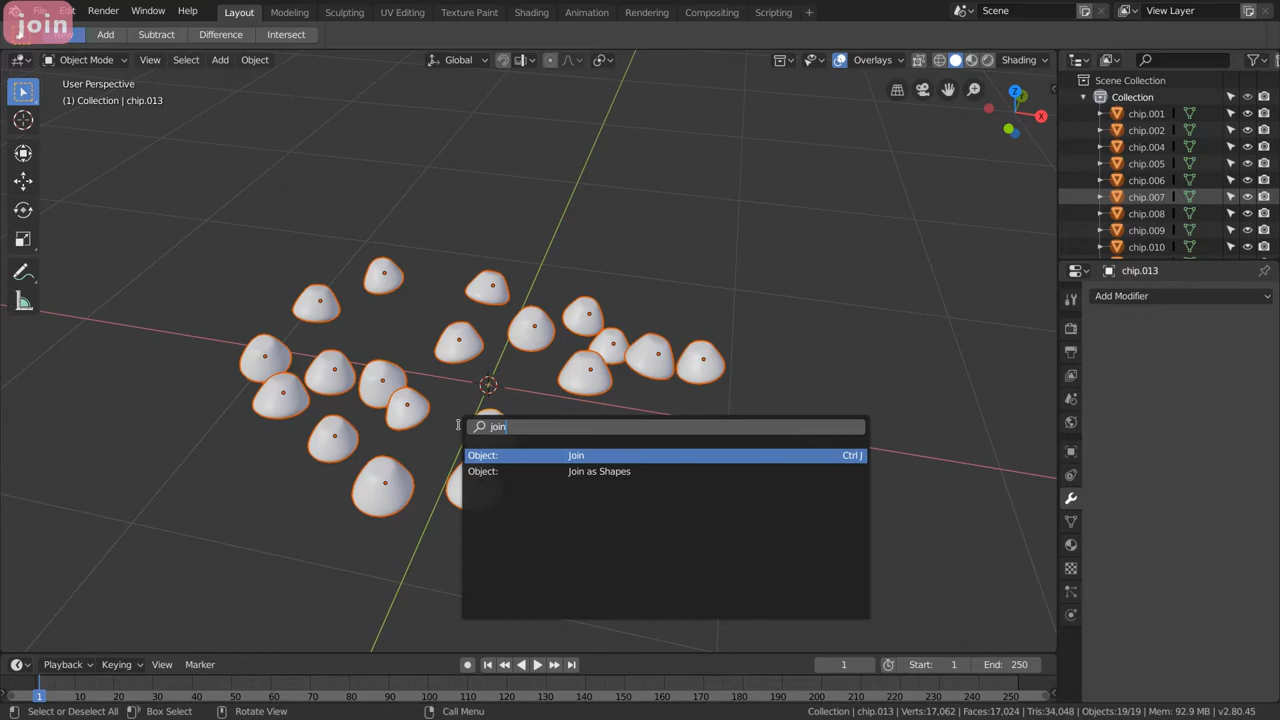 join
File Edit Render Window Help Layout Modeling Sculpting UV Editing Texture Paint Shading Animation Rendering Compositing Scripting + Scene View Layer
New Add Subtract Difference Intersect
Object Mode View Select Add Object Global Overlays Shading
User Perspective
(1) Collection | chip.013
Z
Y
X
Scene Collection
Collection
chip.001
chip.002
chip.004
chip.005
chip.006
chip.007
chip.008
chip.009
chip.010
chip.013
Add Modifier
join
Object: Join Ctrl J
Object: Join as Shapes
Playback Keying View Marker 1 Start: 1 End: 250
1 10 20 30 40 50 60 70 80 90 100 110 120 130 140 150 160 170 180 190 200 210 220 230 240 250
Select or Deselect All Box Select Rotate View Call Menu Collection | chip.013 | Verts:17,062 | Faces:17,024 | Tris:34,048 | Objects:19/19 | Mem: 92.9 MB | v2.80.45